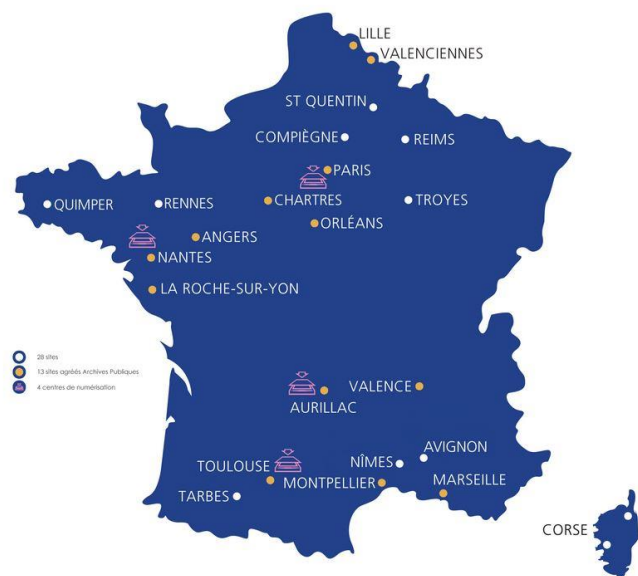 LILLE
VALENCIENNES
ST QUENTIN
COMPIÈGNE
REIMS
PARIS
QUIMPER
RENNES
CHARTRES
TROYES
ORLÉANS
ANGERS
NANTES
LA ROCHE-SUR-YON
28 sites
13 sites agréés Archives Publiques
4 centres de numérisation
VALENCE
AURILLAC
AVIGNON
NÎMES
TOULOUSE
MONTPELLIER
MARSEILLE
TARBES
CORSE